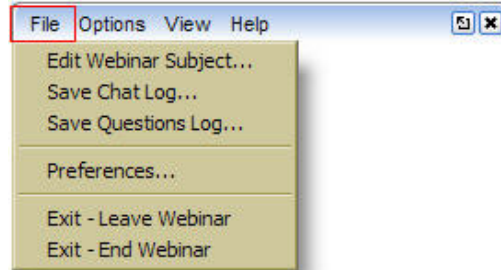 File Options View Help
Edit Webinar Subject...
Save Chat Log...
Save Questions Log...
Preferences...
Exit - Leave Webinar
Exit - End Webinar